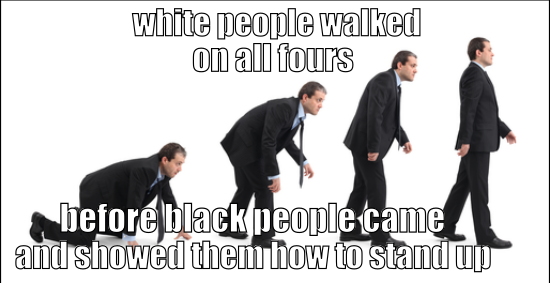 white people walked
on all fours
before black people came
and showed them how to stand up